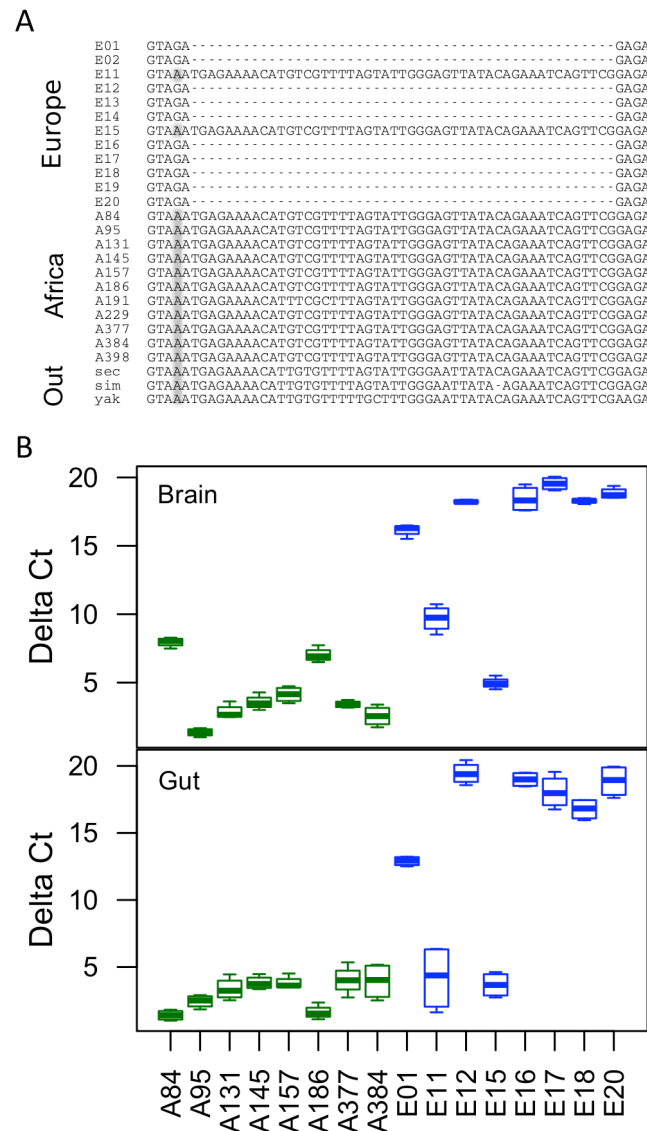 A
Europe
E01 GTAGA-------------------------------------------------GAGA
E02 GTAGA-------------------------------------------------GAGA
E11 GTAAATGAGAAAACATGTCGTTTTAGTATTGGGAGTTATACAGAAATCAGTTCGGAGA
E12 GTAGA-------------------------------------------------GAGA
E13 GTAGA-------------------------------------------------GAGA
E14 GTAGA-------------------------------------------------GAGA
E15 GTAAATGAGAAAACATGTCGTTTTAGTATTGGGAGTTATACAGAAATCAGTTCGGAGA
E16 GTAGA-------------------------------------------------GAGA
E17 GTAGA-------------------------------------------------GAGA
E18 GTAGA-------------------------------------------------GAGA
E19 GTAGA-------------------------------------------------GAGA
E20 GTAGA-------------------------------------------------GAGA
Africa
A84 GTAAATGAGAAAACATGTCGTTTTAGTATTGGGAGTTATACAGAAATCAGTTCGGAGA
A95 GTAAATGAGAAAACATGTCGTTTTAGTATTGGGAGTTATACAGAAATCAGTTCGGAGA
A131 GTAAATGAGAAAACATGTCGTTTTAGTATTGGGAGTTATACAGAAATCAGTTCGGAGA
A145 GTAAATGAGAAAACATGTCGTTTTAGTATTGGGAGTTATACAGAAATCAGTTCGGAGA
A157 GTAAATGAGAAAACATGTCGTTTTAGTATTGGGAGTTATACAGAAATCAGTTCGGAGA
A186 GTAAATGAGAAAACATGTCGTTTTAGTATTGGGAGTTATACAGAAATCAGTTCGGAGA
A191 GTAAATGAGAAAACATTTCGCTTTAGTATTGGGAGTTATACAGAAATCAGTTCGGAGA
A229 GTAAATGAGAAAACATGTCGTTTTAGTATTGGGAGTTATACAGAAATCAGTTCGGAGA
A377 GTAAATGAGAAAACATGTCGTTTTAGTATTGGGAGTTATACAGAAATCAGTTCGGAGA
A384 GTAAATGAGAAAACATGTCGTTTTAGTATTGGGAGTTATACAGAAATCAGTTCGGAGA
A398 GTAAATGAGAAAACATGTCGTTTTAGTATTGGGAGTTATACAGAAATCAGTTCGGAGA
Out
sec GTAAATGAGAAAACATTGTGTTTTAGTATTGGGAATTATACAGAAATCAGTTCGGAGA
sim GTAAATGAGAAAACATTGTGTTTTAGTATTGGGAATTATA-AGAAATCAGTTCGGAGA
yak GTAAATGAGAAAACATTGTGTTTTTGCTTTGGGAATTATACAGAAATCAGTTCGAAGA
B
Brain
Delta Ct
20
15
10
5
Gut
Delta Ct
20
15
10
5
A84 A95 A131 A145 A157 A186 A377 A384 E01 E11 E12 E15 E16 E17 E18 E20